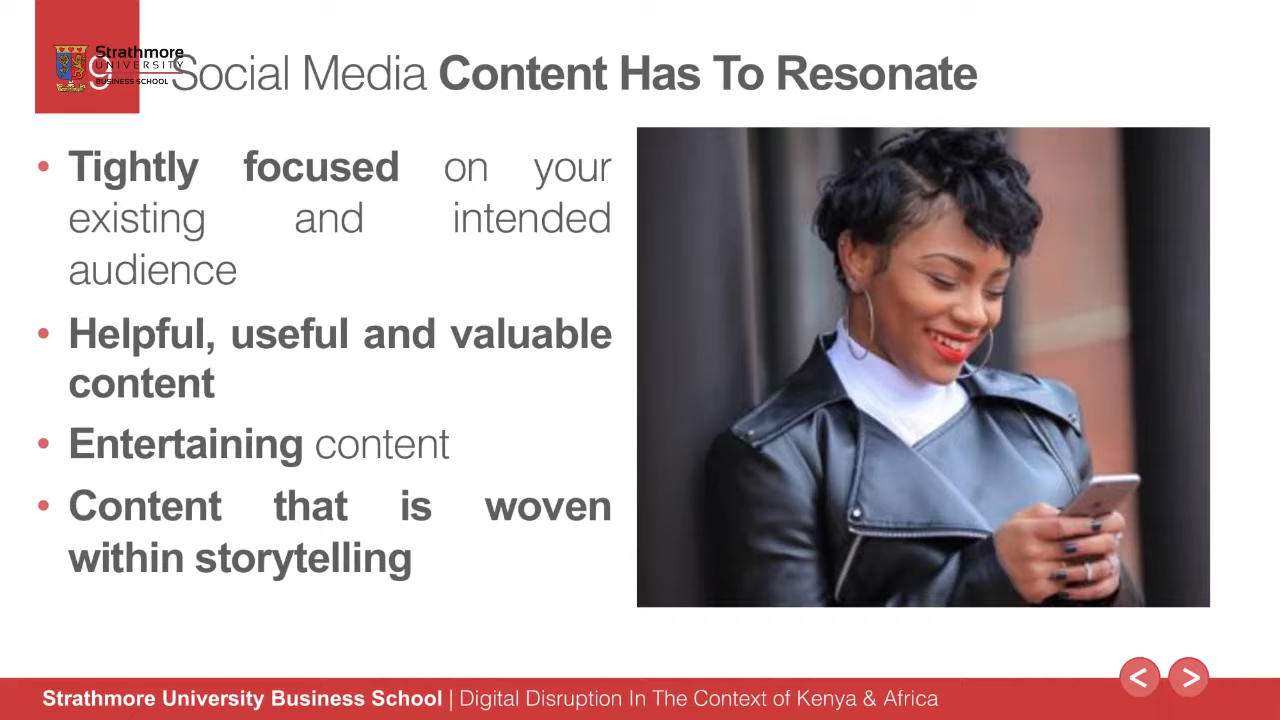 Strathmore
UNIVERSITY
BUSINESS SCHOOL
9
Social Media Content Has To Resonate
• Tightly focused on your
existing and intended
audience
• Helpful, useful and valuable
content
• Entertaining content
• Content that is woven
within storytelling
< >
Strathmore University Business School | Digital Disruption In The Context of Kenya & Africa